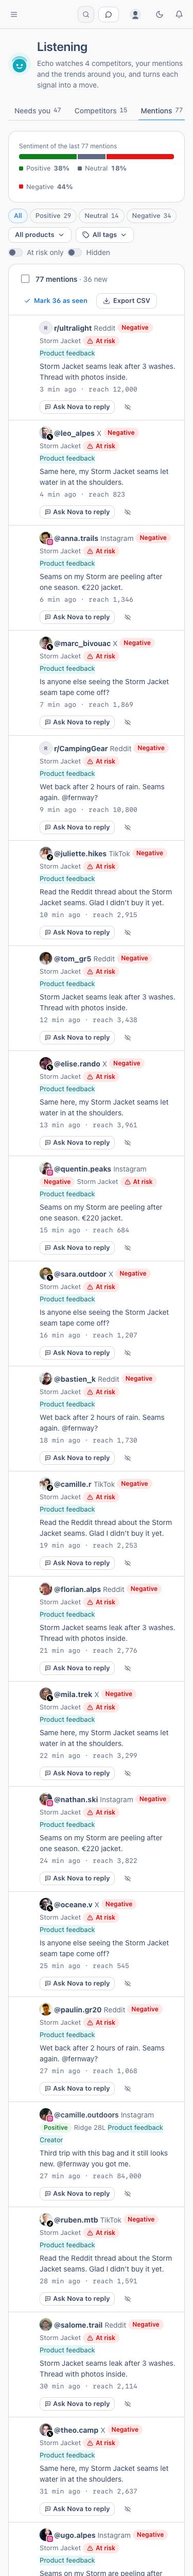 Listening
Echo watches 4 competitors, your mentions
and the trends around you, and turns each
signal into a move.
Needs you 47 Competitors 15 Mentions 77
Sentiment of the last 77 mentions
Positive 38% Neutral 18%
Negative 44%
All Positive 29 Neutral 14 Negative 34
All products All tags
At risk only Hidden
77 mentions · 36 new
Mark 36 as seen Export CSV
R r/ultralight Reddit Negative
Storm Jacket At risk
Product feedback
Storm Jacket seams leak after 3 washes.
Thread with photos inside.
3 min ago · reach 12,000
Ask Nova to reply
@leo_alpes X Negative
Storm Jacket At risk
Product feedback
Same here, my Storm Jacket seams let
water in at the shoulders.
4 min ago · reach 823
Ask Nova to reply
@anna.trails Instagram Negative
Storm Jacket At risk
Product feedback
Seams on my Storm are peeling after
one season. €220 jacket.
6 min ago · reach 1,346
Ask Nova to reply
@marc_bivouac X Negative
Storm Jacket At risk
Product feedback
Is anyone else seeing the Storm Jacket
seam tape come off?
7 min ago · reach 1,869
Ask Nova to reply
R r/CampingGear Reddit Negative
Storm Jacket At risk
Product feedback
Wet back after 2 hours of rain. Seams
again. @fernway?
9 min ago · reach 10,800
Ask Nova to reply
@juliette.hikes TikTok Negative
Storm Jacket At risk
Product feedback
Read the Reddit thread about the Storm
Jacket seams. Glad I didn't buy it yet.
10 min ago · reach 2,915
Ask Nova to reply
@tom_gr5 Reddit Negative
Storm Jacket At risk
Product feedback
Storm Jacket seams leak after 3 washes.
Thread with photos inside.
12 min ago · reach 3,438
Ask Nova to reply
@elise.rando X Negative
Storm Jacket At risk
Product feedback
Same here, my Storm Jacket seams let
water in at the shoulders.
13 min ago · reach 3,961
Ask Nova to reply
@quentin.peaks Instagram
Negative Storm Jacket At risk
Product feedback
Seams on my Storm are peeling after
one season. €220 jacket.
15 min ago · reach 684
Ask Nova to reply
@sara.outdoor X Negative
Storm Jacket At risk
Product feedback
Is anyone else seeing the Storm Jacket
seam tape come off?
16 min ago · reach 1,207
Ask Nova to reply
@bastien_k Reddit Negative
Storm Jacket At risk
Product feedback
Wet back after 2 hours of rain. Seams
again. @fernway?
18 min ago · reach 1,730
Ask Nova to reply
@camille.r TikTok Negative
Storm Jacket At risk
Product feedback
Read the Reddit thread about the Storm
Jacket seams. Glad I didn't buy it yet.
19 min ago · reach 2,253
Ask Nova to reply
@florian.alps Reddit Negative
Storm Jacket At risk
Product feedback
Storm Jacket seams leak after 3 washes.
Thread with photos inside.
21 min ago · reach 2,776
Ask Nova to reply
@mila.trek X Negative
Storm Jacket At risk
Product feedback
Same here, my Storm Jacket seams let
water in at the shoulders.
22 min ago · reach 3,299
Ask Nova to reply
@nathan.ski Instagram Negative
Storm Jacket At risk
Product feedback
Seams on my Storm are peeling after
one season. €220 jacket.
24 min ago · reach 3,822
Ask Nova to reply
@oceane.v X Negative
Storm Jacket At risk
Product feedback
Is anyone else seeing the Storm Jacket
seam tape come off?
25 min ago · reach 545
Ask Nova to reply
@paulin.gr20 Reddit Negative
Storm Jacket At risk
Product feedback
Wet back after 2 hours of rain. Seams
again. @fernway?
27 min ago · reach 1,068
Ask Nova to reply
@camille.outdoors Instagram
Positive Ridge 28L Product feedback
Creator
Third trip with this bag and it still looks
new. @fernway you got me.
27 min ago · reach 84,000
Ask Nova to reply
@ruben.mtb TikTok Negative
Storm Jacket At risk
Product feedback
Read the Reddit thread about the Storm
Jacket seams. Glad I didn't buy it yet.
28 min ago · reach 1,591
Ask Nova to reply
@salome.trail Reddit Negative
Storm Jacket At risk
Product feedback
Storm Jacket seams leak after 3 washes.
Thread with photos inside.
30 min ago · reach 2,114
Ask Nova to reply
@theo.camp X Negative
Storm Jacket At risk
Product feedback
Same here, my Storm Jacket seams let
water in at the shoulders.
31 min ago · reach 2,637
Ask Nova to reply
@ugo.alpes Instagram Negative
Storm Jacket At risk
Product feedback
Seams on my Storm are peeling after